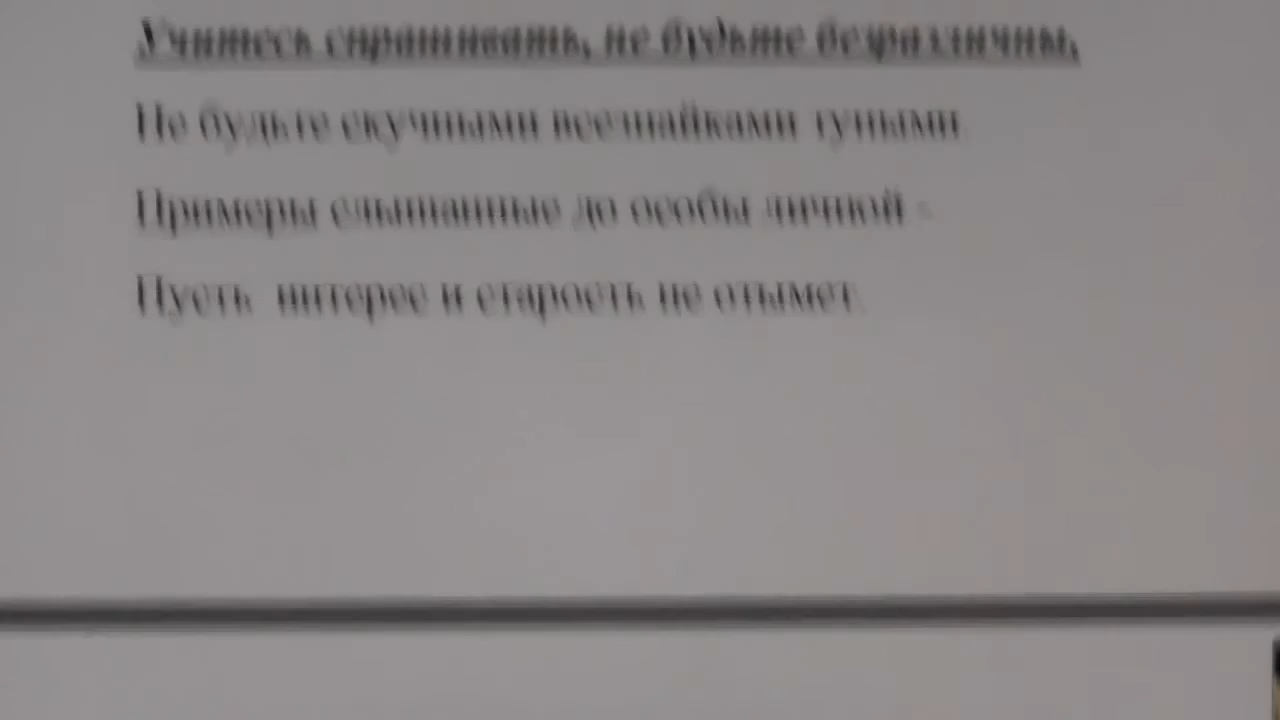 Учитесь спрашивать, не будьте безразличны,
Не будьте скучными всезнайками тупыми.
Примеры слышанные до особы личной -
Пусть интерес и старость не отымет.